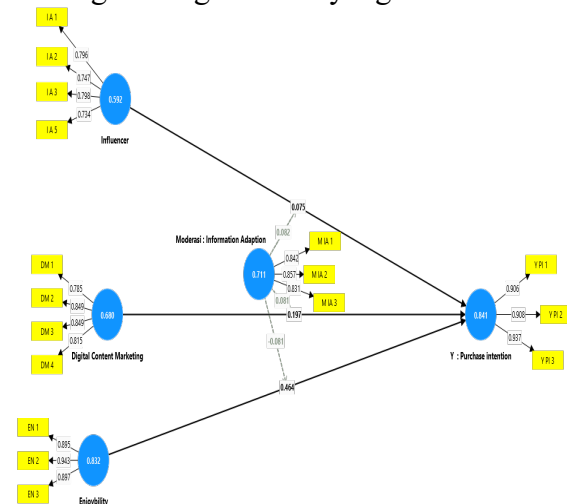 I A 1
0.796
I A 2
0.747
I A 3
0.798
0.592
0.734
I A 5
Influencer
0.075
0.082
Moderasi : Information Adaption
M IA 1
0.842
0.711
0.857
M IA 2
0.831
M IA 3
0.081
0.197
-0.081
0.464
DM 1
0.785
DM 2
0.849
0.680
DM 3
0.849
0.815
DM 4
Digital Content Marketing
Y PI 1
0.906
0.841
0.908
Y PI 2
0.937
Y PI 3
Y : Purchase intention
EN 1
0.895
EN 2
0.943
0.832
0.897
EN 3
Enjoybility